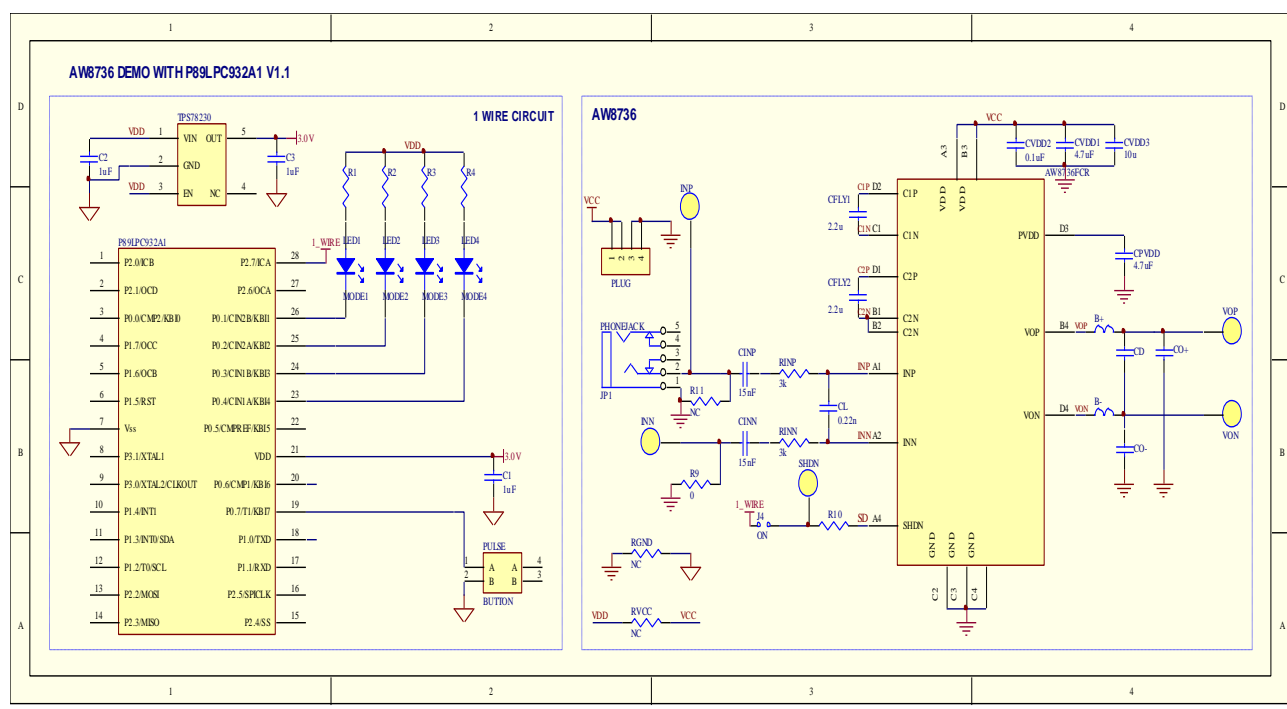 1 2 3 4
AW8736 DEMO WITH P89LPC932A1 V1.1
D
D
1 WIRE CIRCUIT
TPS78230
VDD 1 VIN OUT 5 3.0V
2 GND
VDD 3 EN NC 4
C2
1uF
C3
1uF
VDD
R1 R2 R3 R4
LED1 LED2 LED3 LED4
MODE1 MODE2 MODE3 MODE4
1_WIRE
P89LPC932A1
1 P2.0/ICB P2.7/ICA 28
2 P2.1/OCD P2.6/OCA 27
3 P0.0/CMP2/KBI0 P0.1/CIN2B/KBI1 26
4 P1.7/OCC P0.2/CIN2A/KBI2 25
5 P1.6/OCB P0.3/CIN1B/KBI3 24
6 P1.5/RST P0.4/CIN1A/KBI4 23
7 Vss P0.5/CMPREF/KBI5 22
8 P3.1/XTAL1 VDD 21
9 P3.0/XTAL2/CLKOUT P0.6/CMP1/KBI6 20
10 P1.4/INT1 P0.7/T1/KBI7 19
11 P1.3/INT0/SDA P1.0/TXD 18
12 P1.2/T0/SCL P1.1/RXD 17
13 P2.2/MOSI P2.5/SPICLK 16
14 P2.3/MISO P2.4/SS 15
3.0V
C1
1uF
PULSE
1 A A 4
2 B B 3
BUTTON
AW8736
VCC
A3 B3
CVDD2
0.1uF
CVDD1
4.7uF
CVDD3
10u
AW8736FCR
VDD VDD
INP
VCC
1 2 3 4
PLUG
C1P D2 C1P
CFLY1
2.2u
C1N C1 C1N
C2P D1 C2P
CFLY2
2.2u
C2N B1 C2N
B2 C2N
PVDD D3
CPVDD
4.7uF
VOP B4 VOP B+
VOP
CD
CO+
VON D4 VON B-
VON
CO-
PHONEJACK
5
4
3
2
1
JP1
R11
NC
CINP
15nF
RINP
3k
INP A1 INP
CL
0.22n
INN
CINN
15nF
RINN
3k
INN A2 INN
R9
0
SHDN
1_WIRE
J4
ON
R10
SD A4 SHDN
GND GND GND
C2 C3 C4
RGND
NC
VDD RVCC VCC
NC
C
C
B
B
A
A
1 2 3 4